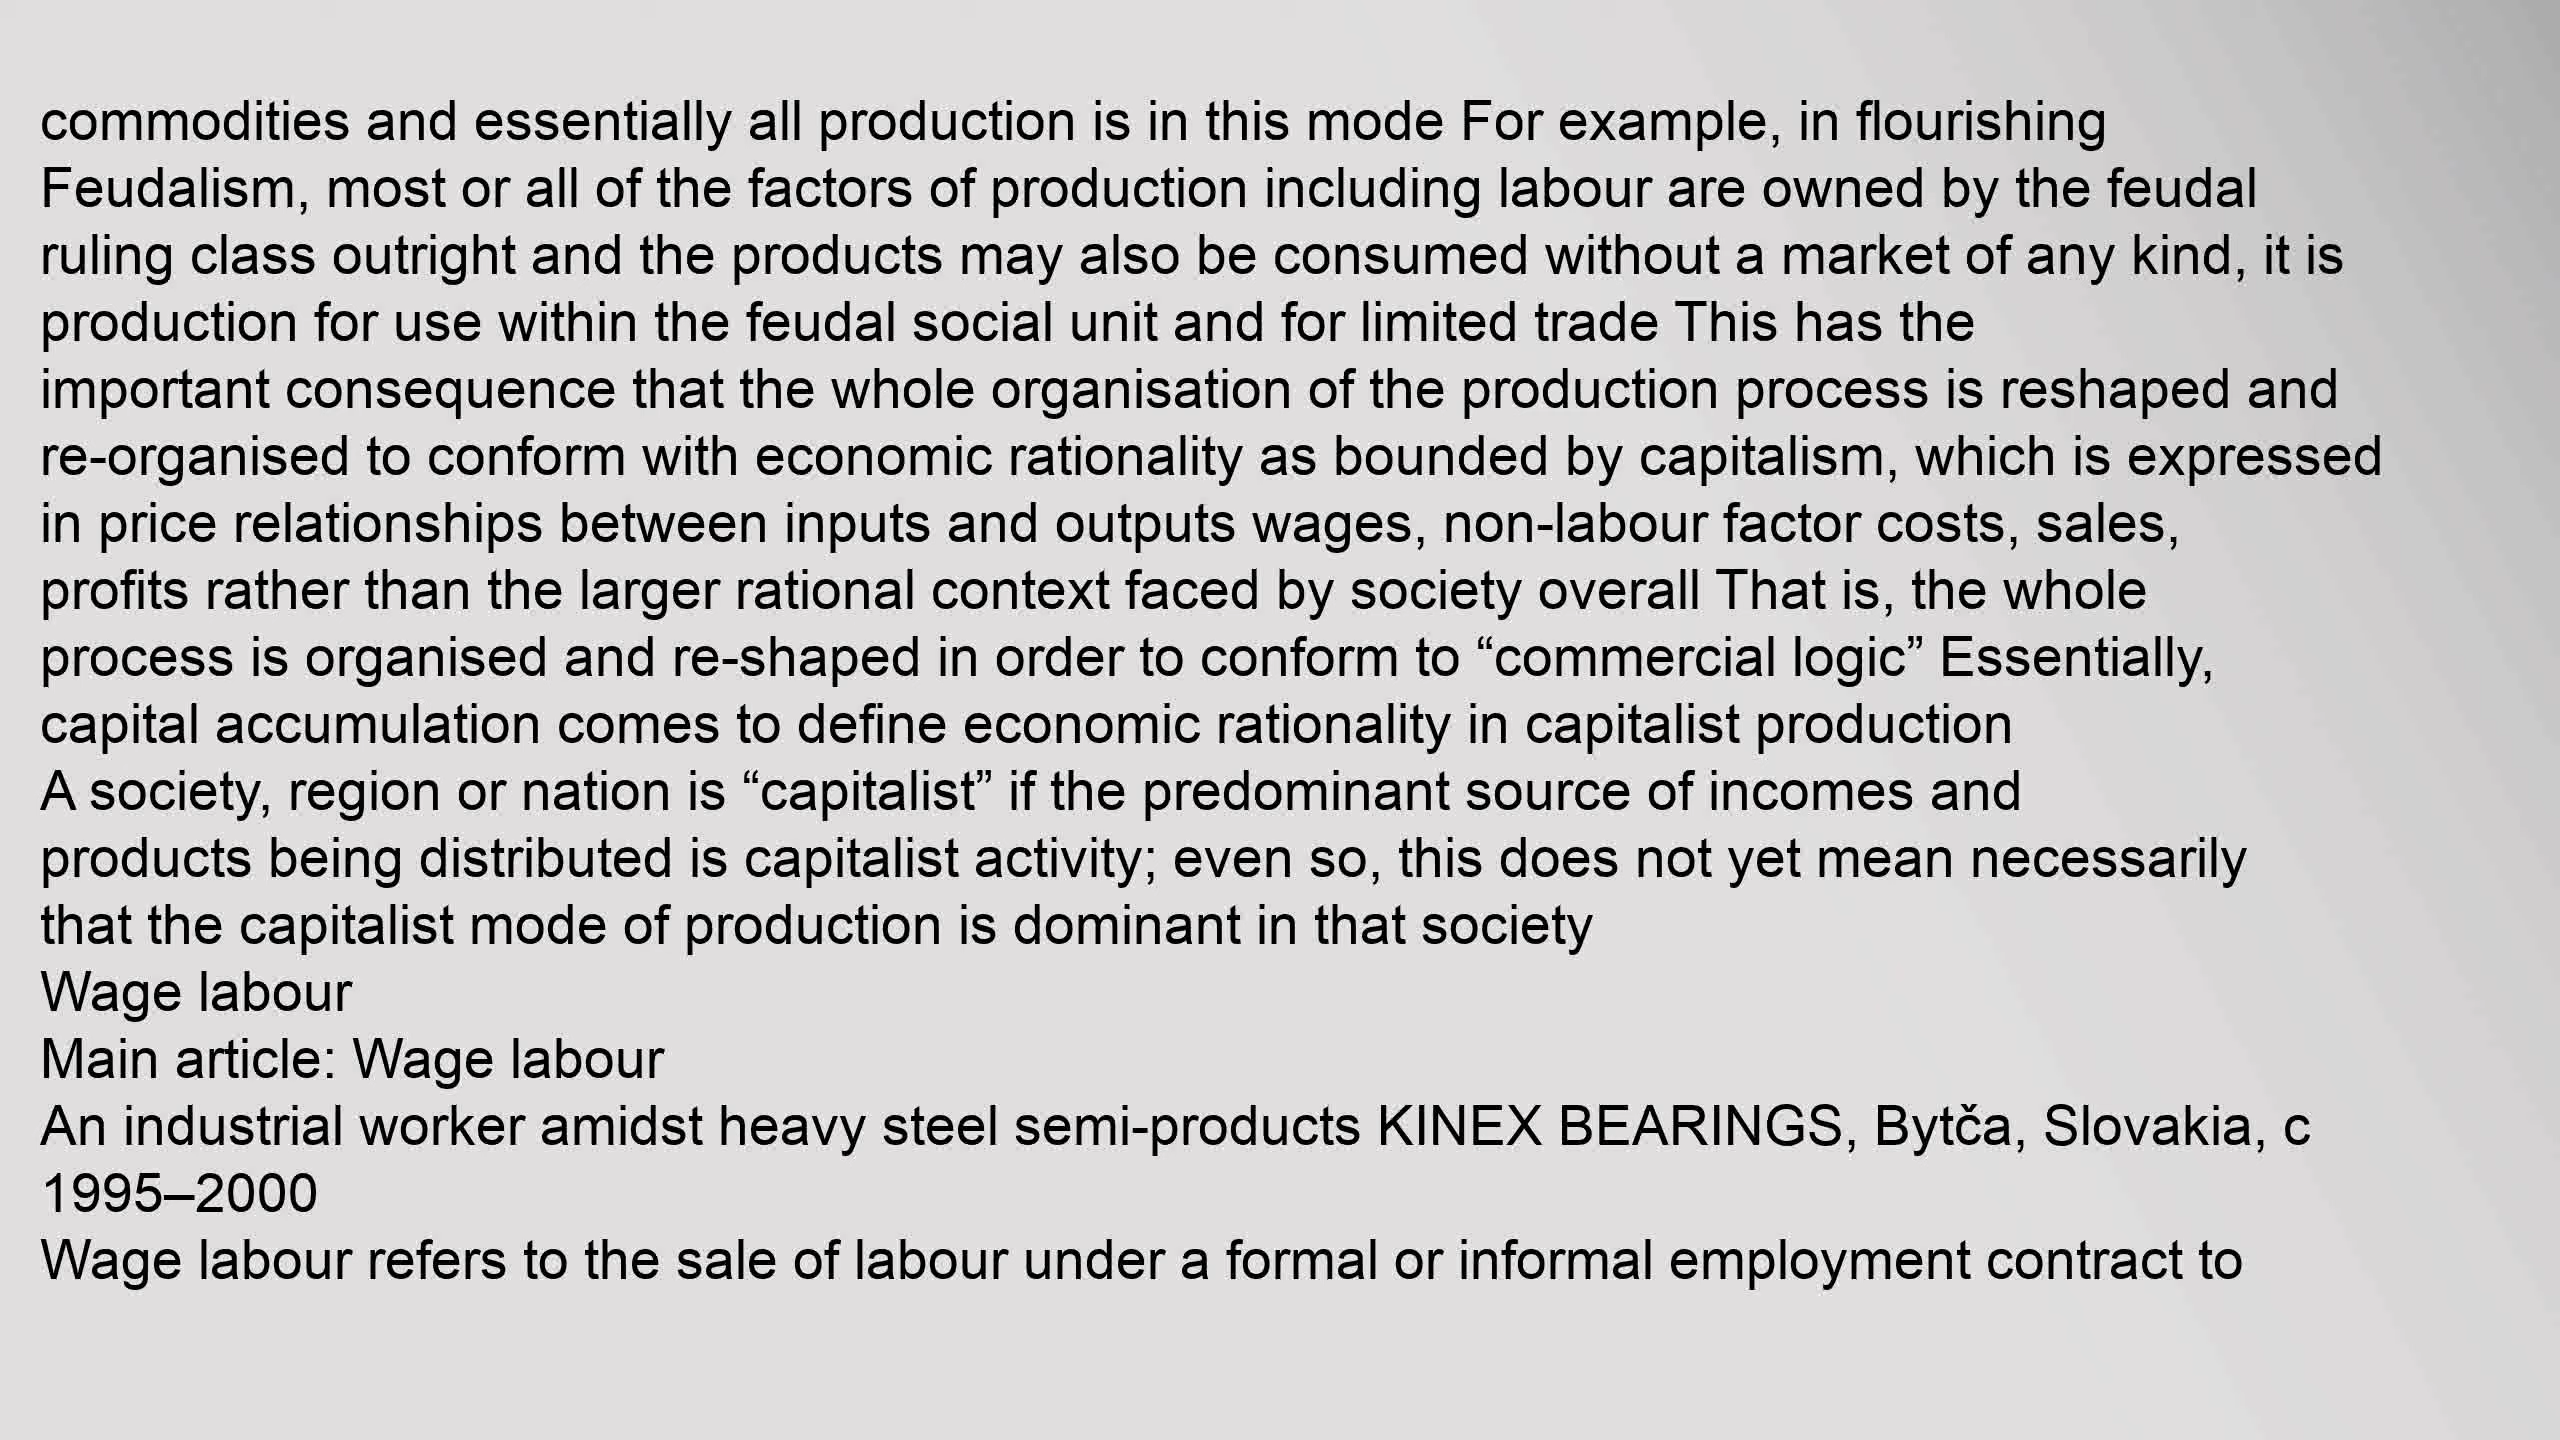 commodities and essentially all production is in this mode For example, in flourishing
Feudalism, most or all of the factors of production including labour are owned by the feudal
ruling class outright and the products may also be consumed without a market of any kind, it is
production for use within the feudal social unit and for limited trade This has the
important consequence that the whole organisation of the production process is reshaped and
re-organised to conform with economic rationality as bounded by capitalism, which is expressed
in price relationships between inputs and outputs wages, non-labour factor costs, sales,
profits rather than the larger rational context faced by society overall That is, the whole
process is organised and re-shaped in order to conform to “commercial logic” Essentially,
capital accumulation comes to define economic rationality in capitalist production
A society, region or nation is “capitalist” if the predominant source of incomes and
products being distributed is capitalist activity; even so, this does not yet mean necessarily
that the capitalist mode of production is dominant in that society
Wage labour
Main article: Wage labour
An industrial worker amidst heavy steel semi-products KINEX BEARINGS, Bytča, Slovakia, c
1995–2000
Wage labour refers to the sale of labour under a formal or informal employment contract to